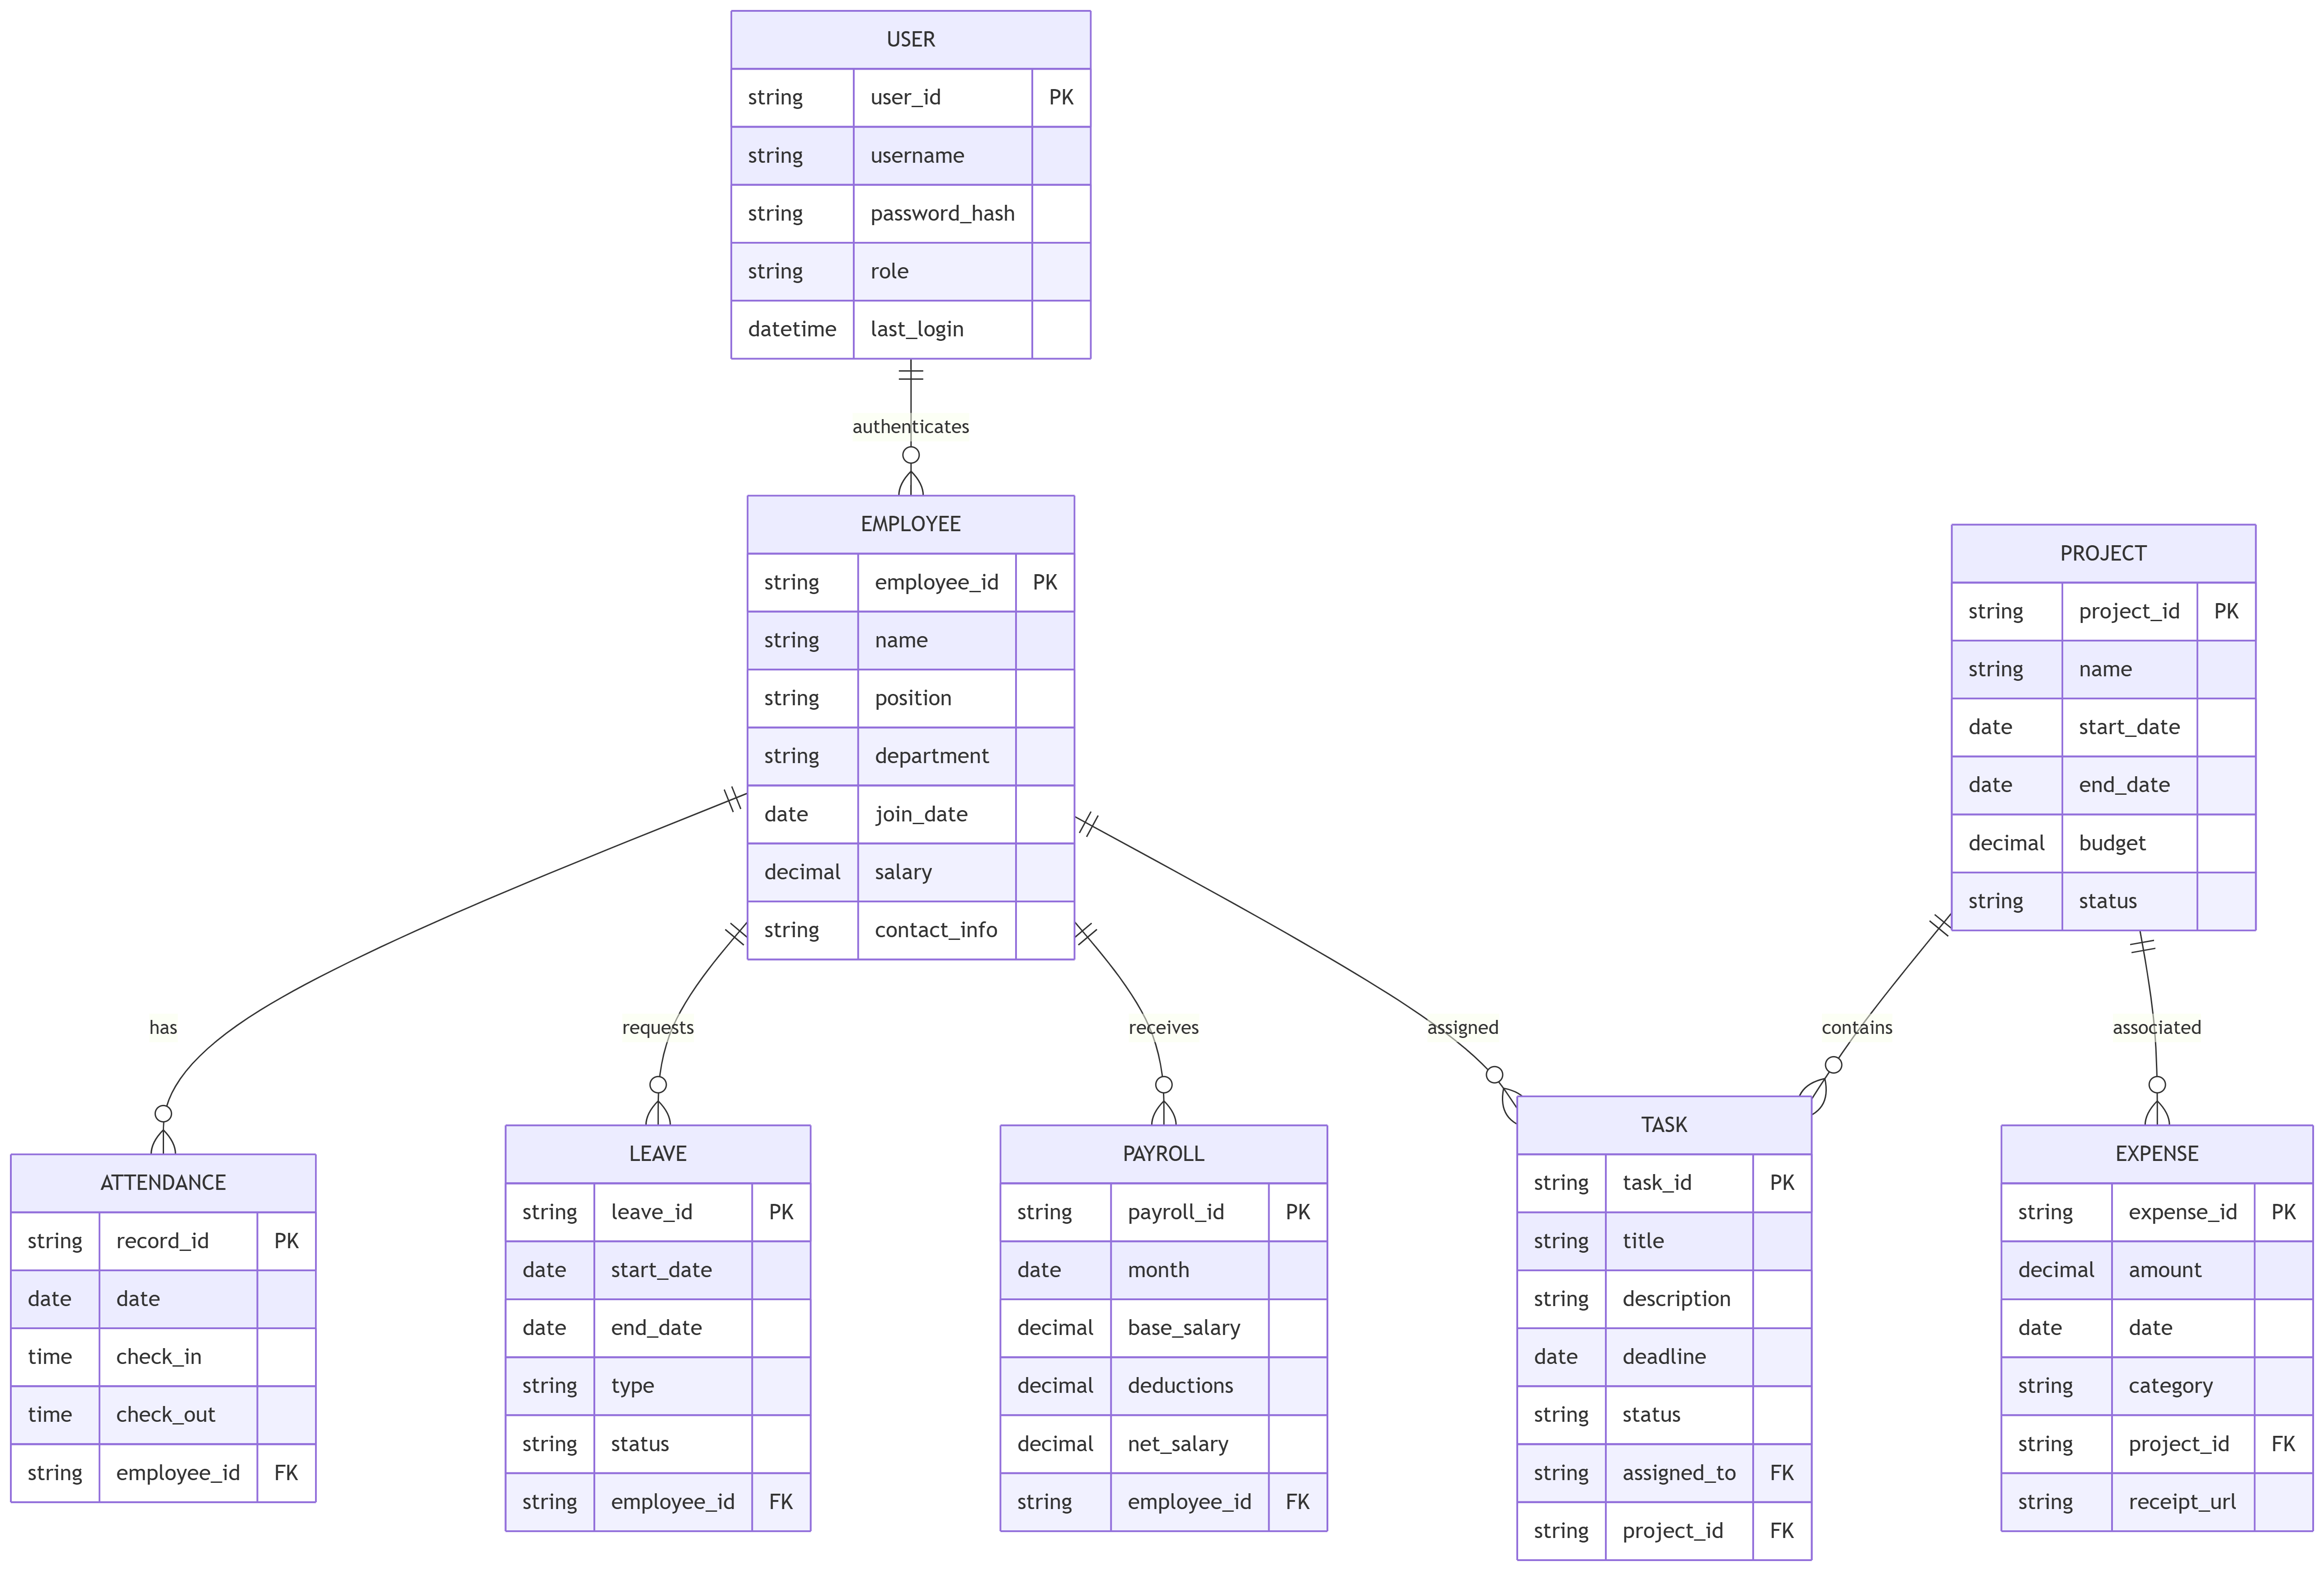 USER
string user_id PK
string username
string password_hash
string role
datetime last_login
authenticates
EMPLOYEE
string employee_id PK
string name
string position
string department
date join_date
decimal salary
string contact_info
PROJECT
string project_id PK
string name
date start_date
date end_date
decimal budget
string status
has
requests
receives
assigned
contains
associated
ATTENDANCE
string record_id PK
date date
time check_in
time check_out
string employee_id FK
LEAVE
string leave_id PK
date start_date
date end_date
string type
string status
string employee_id FK
PAYROLL
string payroll_id PK
date month
decimal base_salary
decimal deductions
decimal net_salary
string employee_id FK
TASK
string task_id PK
string title
string description
date deadline
string status
string assigned_to FK
string project_id FK
EXPENSE
string expense_id PK
decimal amount
date date
string category
string project_id FK
string receipt_url